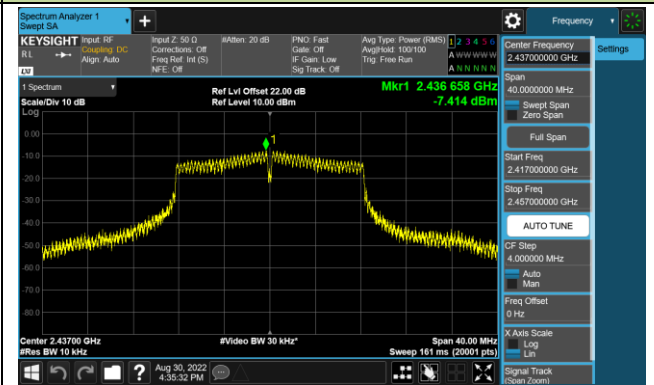 Spectrum Analyzer 1
Swept SA
Frequency
KEYSIGHT
Input: RF
Coupling: DC
Align: Auto
Input Z: 50 Ω
Corrections: Off
Freq Ref: Int (S)
NFE: Off
#Atten: 20 dB
PNO: Fast
Gate: Off
IF Gain: Low
Sig Track: Off
Avg Type: Power (RMS)
Avg|Hold: 100/100
Trig: Free Run
1 2 3 4 5 6
A W W W W W
A N N N N N
R L
LXI
1 Spectrum
Scale/Div 10 dB
Log
Ref Lvl Offset 22.00 dB
Ref Level 10.00 dBm
Mkr1 2.436 658 GHz
-7.414 dBm
1
0.00
-10.0
-20.0
-30.0
-40.0
-50.0
-60.0
-70.0
-80.0
Center 2.43700 GHz
#Res BW 10 kHz
#Video BW 30 kHz*
Span 40.00 MHz
Sweep 161 ms (20001 pts)
Center Frequency
2.437000000 GHz
Settings
Span
40.0000000 MHz
Swept Span
Zero Span
Full Span
Start Freq
2.417000000 GHz
Stop Freq
2.457000000 GHz
AUTO TUNE
CF Step
4.000000 MHz
Auto
Man
Freq Offset
0 Hz
X Axis Scale
Log
Lin
Signal Track
(Span Zoom)
?
Aug 30, 2022
4:35:32 PM